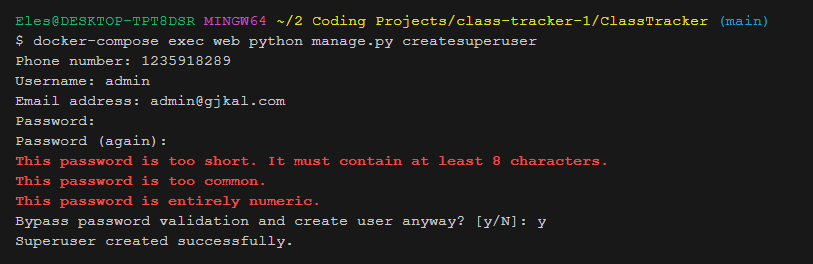 Eles@DESKTOP-TPT8DSR MINGW64 ~/2 Coding Projects/class-tracker-1/ClassTracker (main)
$ docker-compose exec web python manage.py createsuperuser
Phone number: 1235918289
Username: admin
Email address: admin@gjkal.com
Password:
Password (again):
This password is too short. It must contain at least 8 characters.
This password is too common.
This password is entirely numeric.
Bypass password validation and create user anyway? [y/N]: y
Superuser created successfully.